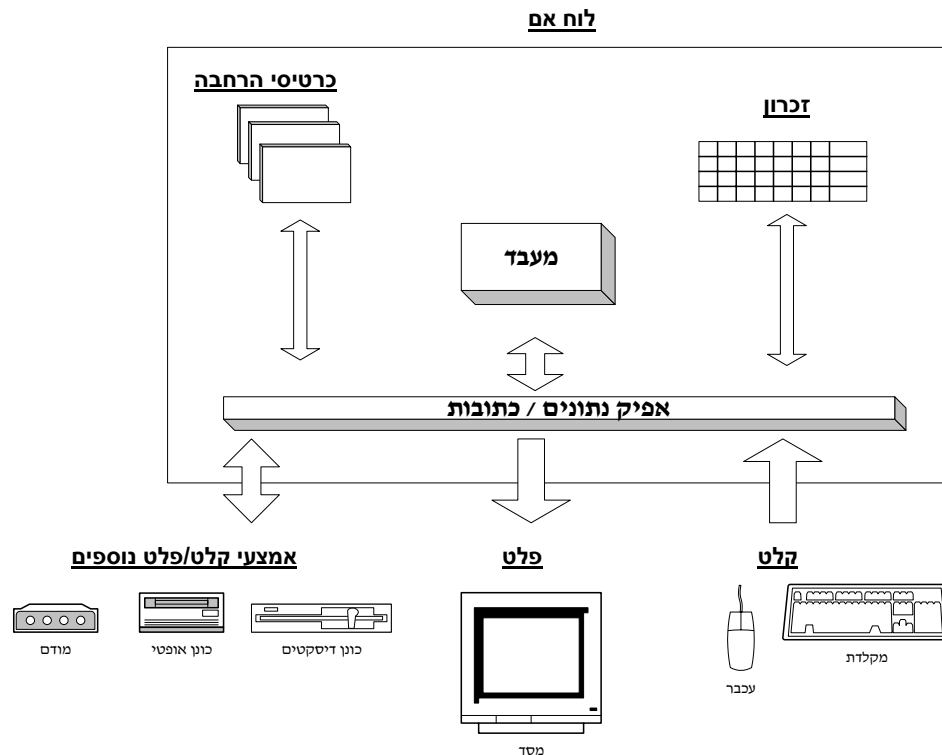 לוח אם
כרטיסי הרחבה
זכרון
מעבד
אפיק נתונים / כתובות
קלט
פלט
אמצעי קלט/פלט נוספים
מקלדת
עכבר
מסד
כונן דיסקטים
כונן אופטי
מודם